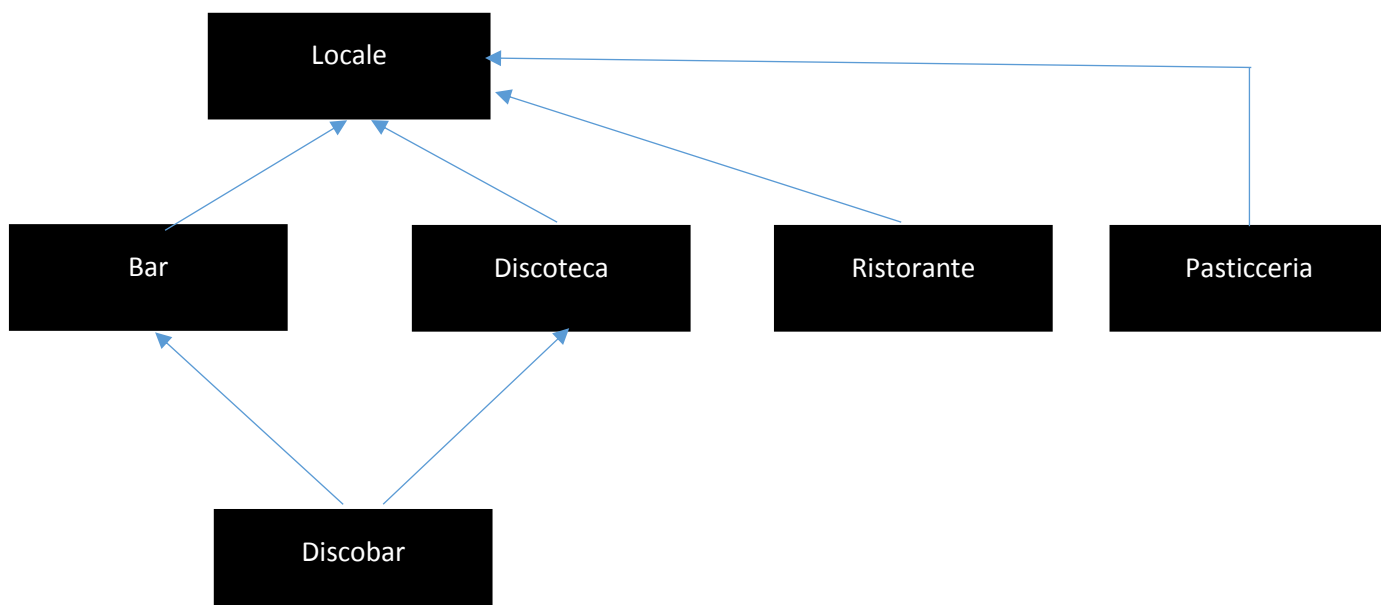 Locale
Bar
Discoteca
Ristorante
Pasticceria
Discobar